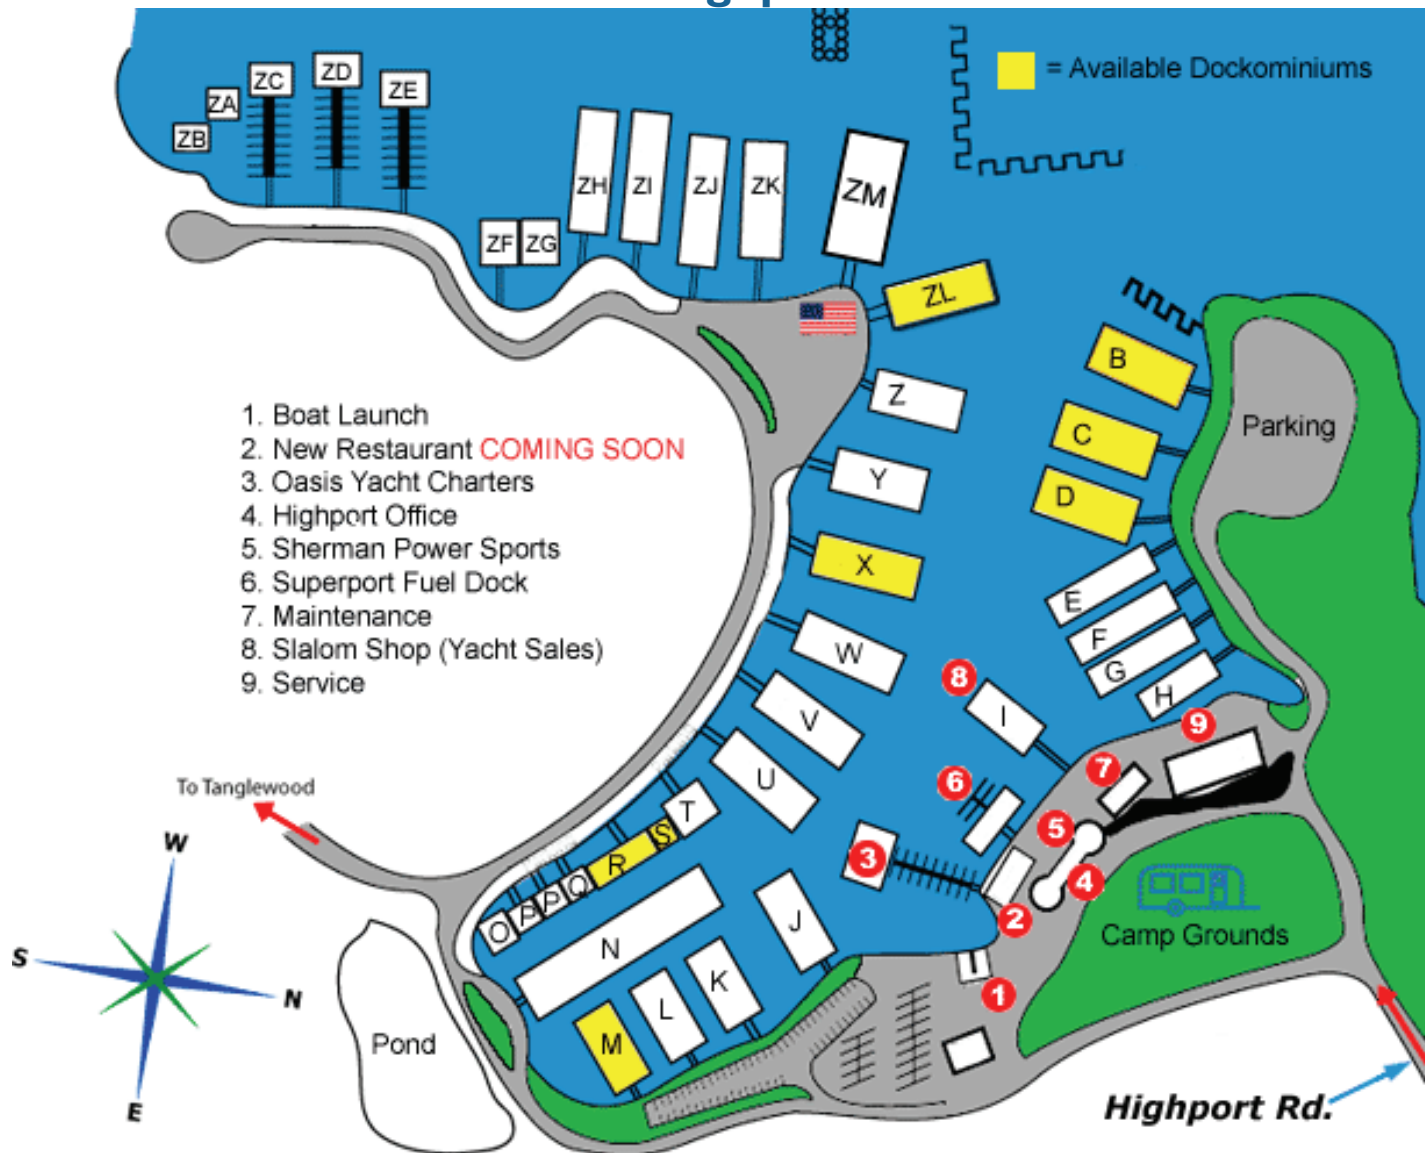 = Available Dockominiums
ZC
ZD
ZE
ZA
ZB
ZF
ZG
ZH
ZI
ZJ
ZK
ZM
ZL
Z
Y
X
W
V
U
T
S
R
Q
P
P
O
N
M
L
K
J
I
B
C
D
E
F
G
H
Parking
1. Boat Launch
2. New Restaurant COMING SOON
3. Oasis Yacht Charters
4. Highport Office
5. Sherman Power Sports
6. Superport Fuel Dock
7. Maintenance
8. Slalom Shop (Yacht Sales)
9. Service
8
9
7
6
5
3
4
2
1
To Tanglewood
W
S
N
E
Pond
Camp Grounds
Highport Rd.